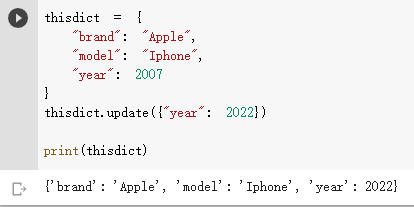 thisdict = {
    "brand": "Apple",
    "model": "Iphone",
    "year": 2007
}
thisdict.update({"year": 2022})
print(thisdict)
{'brand': 'Apple', 'model': 'Iphone', 'year': 2022}